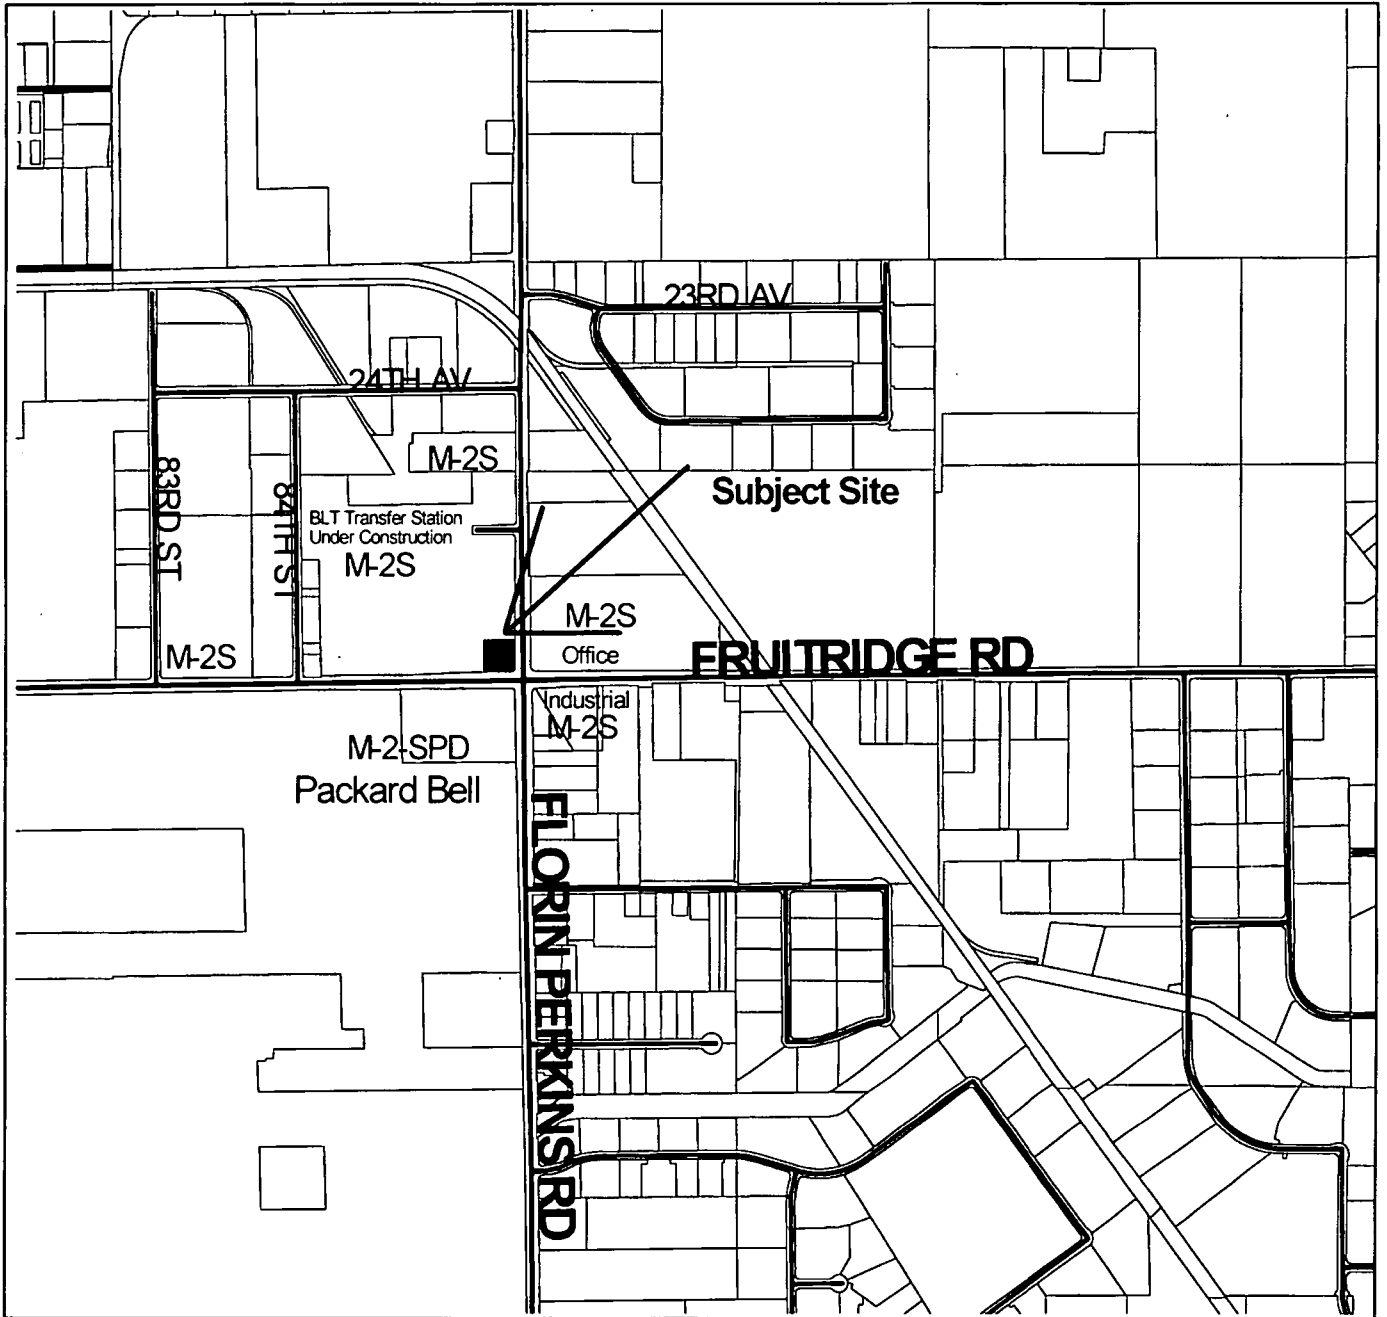 23RD AV
24TH AV
M-2S
83RD ST
84TH ST
Subject Site
BLT Transfer Station
Under Construction
M-2S
M-2S
Office
M-2S
FRUITRIDGE RD
Industrial
M-2S
M-2-SPD
Packard Bell
FLORIN PERKINS RD